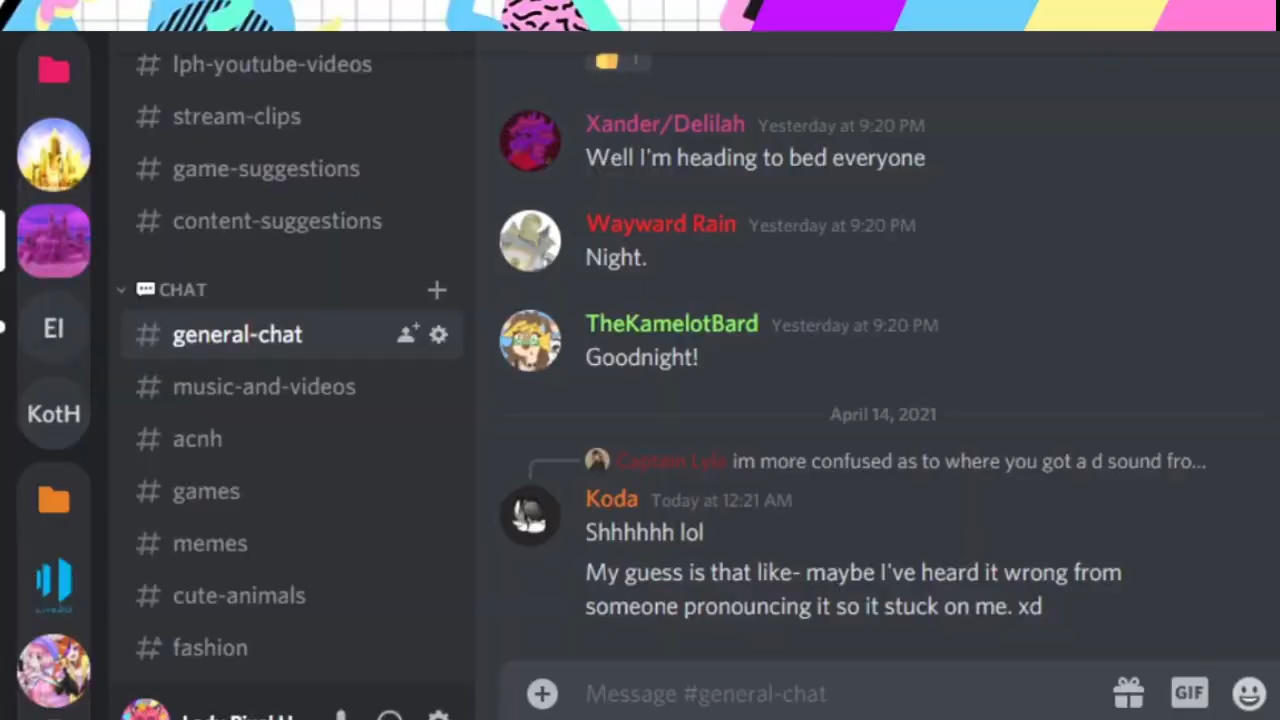 lph-youtube-videos
stream-clips
game-suggestions
content-suggestions
CHAT
general-chat
music-and-videos
acnh
games
memes
cute-animals
fashion
EI
KotH
LIVE2D
1
Xander/Delilah Yesterday at 9:20 PM
Well I'm heading to bed everyone
Wayward Rain Yesterday at 9:20 PM
Night.
TheKamelotBard Yesterday at 9:20 PM
Goodnight!
April 14, 2021
Captain Lyla im more confused as to where you got a d sound fro...
Koda Today at 12:21 AM
Shhhhhh lol
My guess is that like- maybe I've heard it wrong from
someone pronouncing it so it stuck on me. xd
Message #general-chat
GIF